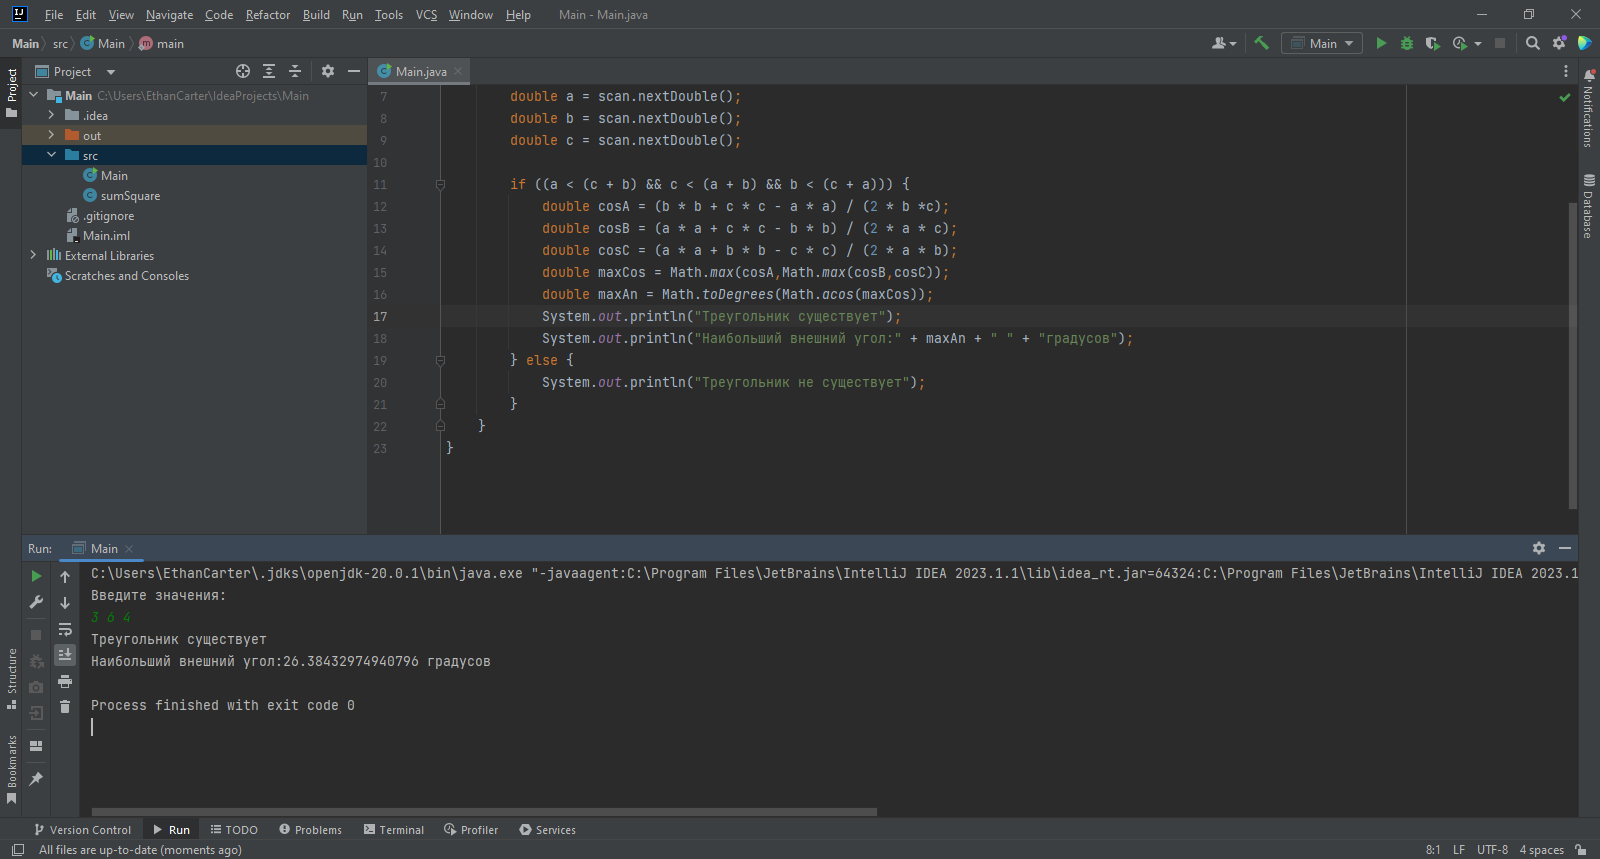 File Edit View Navigate Code Refactor Build Run Tools VCS Window Help Main - Main.java
Main src Main main Main
Project Main.java
Project
Main C:\Users\EthanCarter\IdeaProjects\Main
.idea
out
src
Main
sumSquare
.gitignore
Main.iml
External Libraries
Scratches and Consoles
7 double a = scan.nextDouble();
8 double b = scan.nextDouble();
9 double c = scan.nextDouble();
10
11 if ((a < (c + b) && c < (a + b) && b < (c + a))) {
12 double cosA = (b * b + c * c - a * a) / (2 * b *c);
13 double cosB = (a * a + c * c - b * b) / (2 * a * c);
14 double cosC = (a * a + b * b - c * c) / (2 * a * b);
15 double maxCos = Math.max(cosA,Math.max(cosB,cosC));
16 double maxAn = Math.toDegrees(Math.acos(maxCos));
17 System.out.println("Треугольник существует");
18 System.out.println("Наибольший внешний угол:" + maxAn + " " + "градусов");
19 } else {
20 System.out.println("Треугольник не существует");
21 }
22 }
23 }
Notifications
Database
Run: Main
C:\Users\EthanCarter\.jdks\openjdk-20.0.1\bin\java.exe "-javaagent:C:\Program Files\JetBrains\IntelliJ IDEA 2023.1.1\lib\idea_rt.jar=64324:C:\Program Files\JetBrains\IntelliJ IDEA 2023.1
Введите значения:
3 6 4
Треугольник существует
Наибольший внешний угол:26.38432974940796 градусов
Process finished with exit code 0
Structure
Bookmarks
Version Control Run TODO Problems Terminal Profiler Services
All files are up-to-date (moments ago) 8:1 LF UTF-8 4 spaces